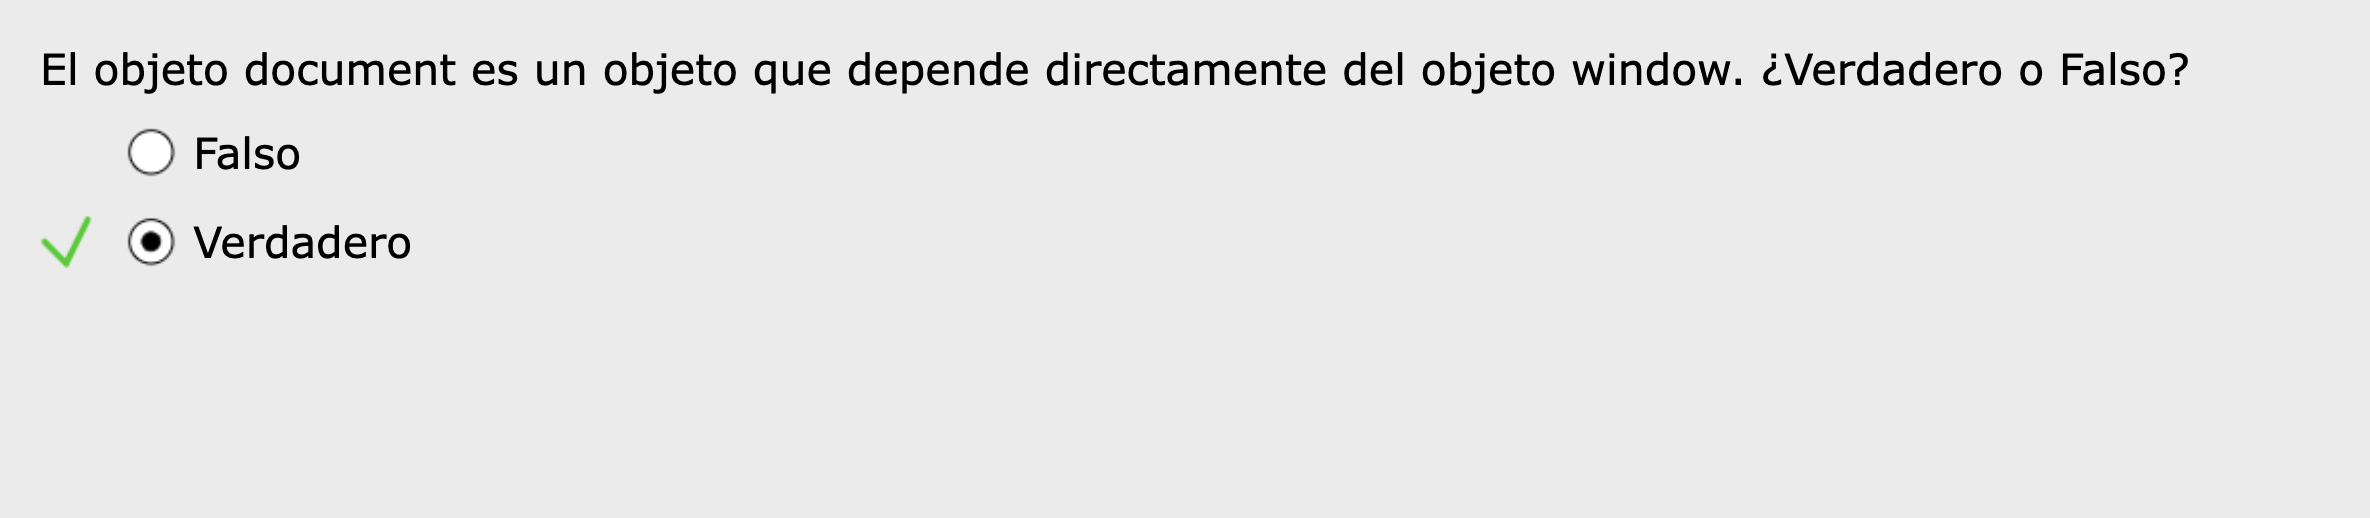 El objeto document es un objeto que depende directamente del objeto window. ¿Verdadero o Falso?
Falso
Verdadero